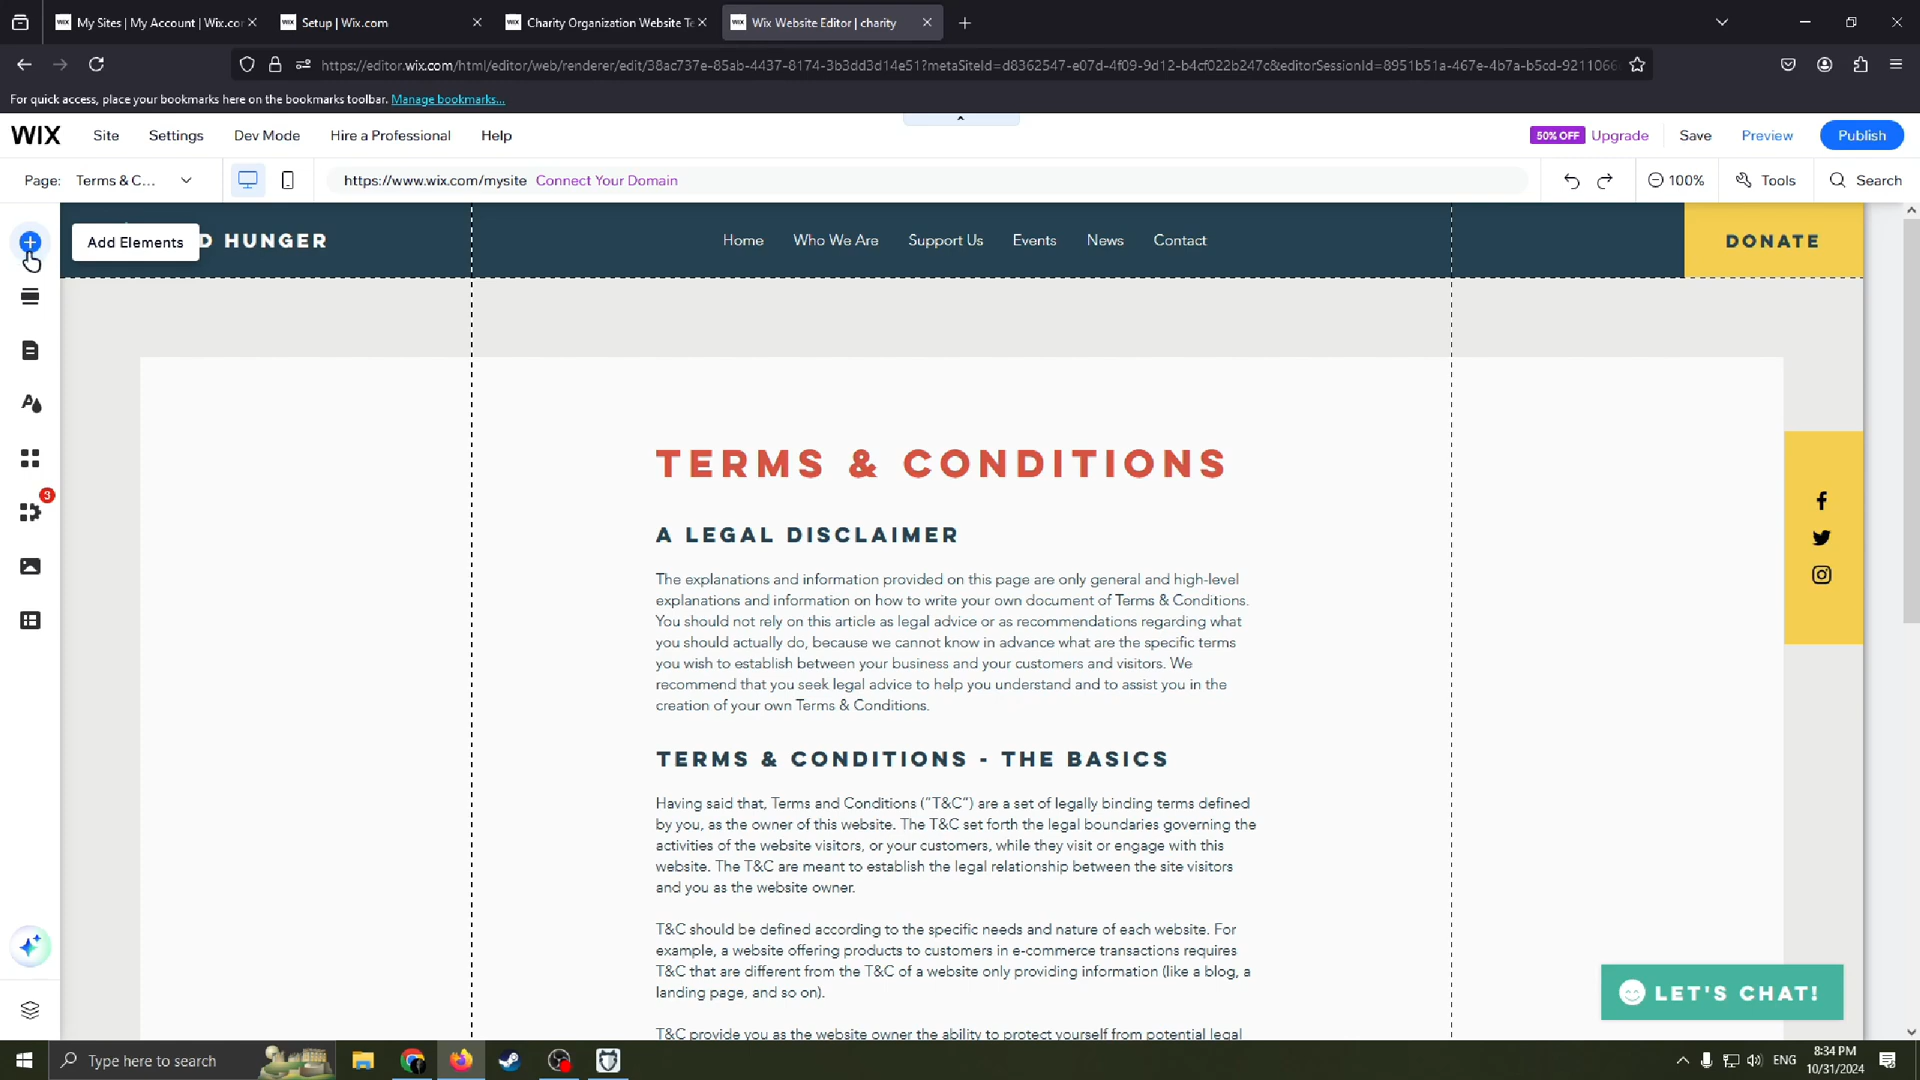 My Sites | My Account | Wix.cor
Setup | Wix.com
Charity Organization Website Te
Wix Website Editor | charity
https://editor.wix.com/html/editor/web/renderer/edit/38ac737e-85ab-4437-8174-3b3dd3d14e51?metaSiteId=d8362547-e07d-4f09-9d12-b4cf022b247c&editorSessionId=8951b51a-467e-4b7a-b5cd-9211066
For quick access, place your bookmarks here on the bookmarks toolbar. Manage bookmarks...
WIX Site Settings Dev Mode Hire a Professional Help 50% OFF Upgrade Save Preview Publish
Page: Terms & C... https://www.wix.com/mysite Connect Your Domain 100% Tools Search
Add Elements
D HUNGER
Home Who We Are Support Us Events News Contact
DONATE
TERMS & CONDITIONS
A LEGAL DISCLAIMER
The explanations and information provided on this page are only general and high-level
explanations and information on how to write your own document of Terms & Conditions.
You should not rely on this article as legal advice or as recommendations regarding what
you should actually do, because we cannot know in advance what are the specific terms
you wish to establish between your business and your customers and visitors. We
recommend that you seek legal advice to help you understand and to assist you in the
creation of your own Terms & Conditions.
TERMS & CONDITIONS - THE BASICS
Having said that, Terms and Conditions ("T&C") are a set of legally binding terms defined
by you, as the owner of this website. The T&C set forth the legal boundaries governing the
activities of the website visitors, or your customers, while they visit or engage with this
website. The T&C are meant to establish the legal relationship between the site visitors
and you as the website owner.
T&C should be defined according to the specific needs and nature of each website. For
example, a website offering products to customers in e-commerce transactions requires
T&C that are different from the T&C of a website only providing information (like a blog, a
landing page, and so on).
T&C provide you as the website owner the ability to protect yourself from potential legal
3
LET'S CHAT!
Type here to search
ENG
8:34 PM
10/31/2024